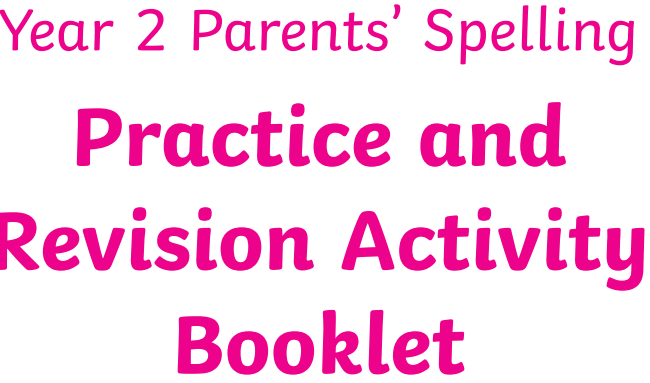 Year 2 Parents’ Spelling
Practice and
Revision Activity
Booklet